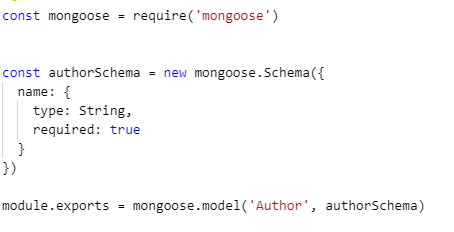 const mongoose = require('mongoose')
const authorSchema = new mongoose.Schema({
  name: {
    type: String,
    required: true
  }
})
module.exports = mongoose.model('Author', authorSchema)